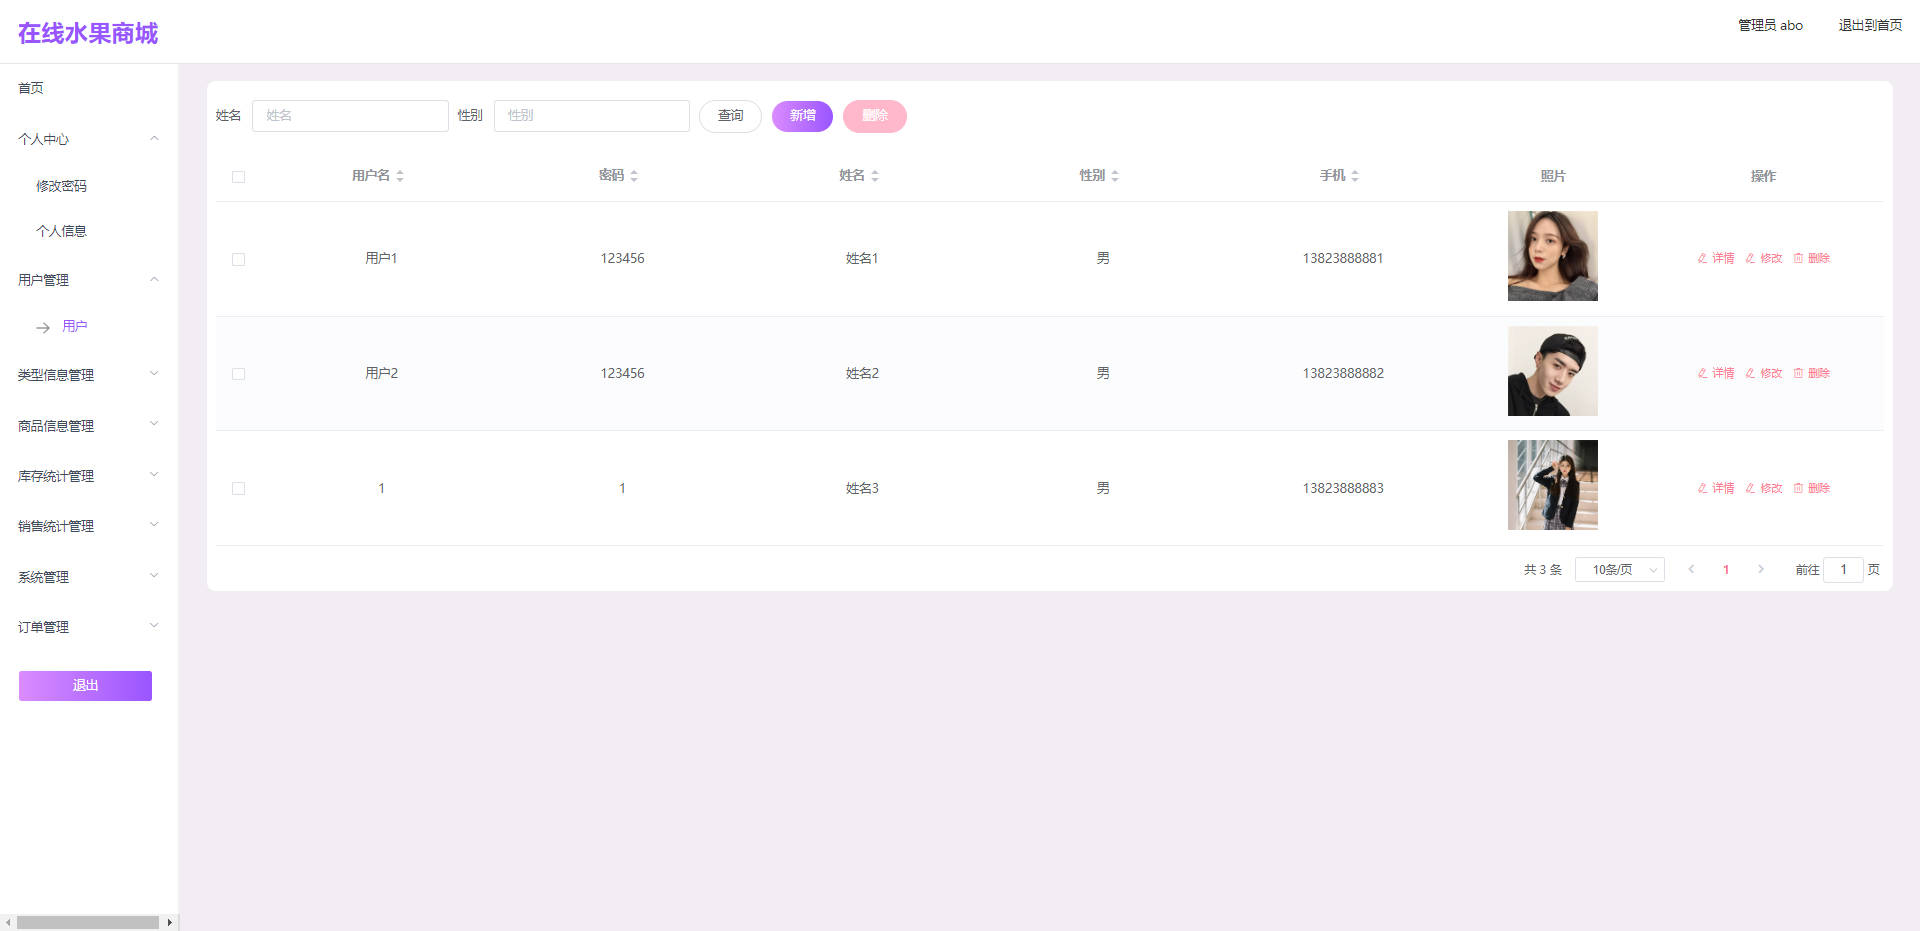 在线水果商城
管理员 abo 退出到首页
首页
个人中心
修改密码
个人信息
用户管理
用户
类型信息管理
商品信息管理
库存统计管理
销售统计管理
系统管理
订单管理
退出
姓名 姓名 性别 性别 查询 新增 删除
用户名 密码 姓名 性别 手机 照片 操作
用户1 123456 姓名1 男 13823888881 详情 修改 删除
用户2 123456 姓名2 男 13823888882 详情 修改 删除
1 1 姓名3 男 13823888883 详情 修改 删除
共 3 条 10条/页 1 前往 1 页